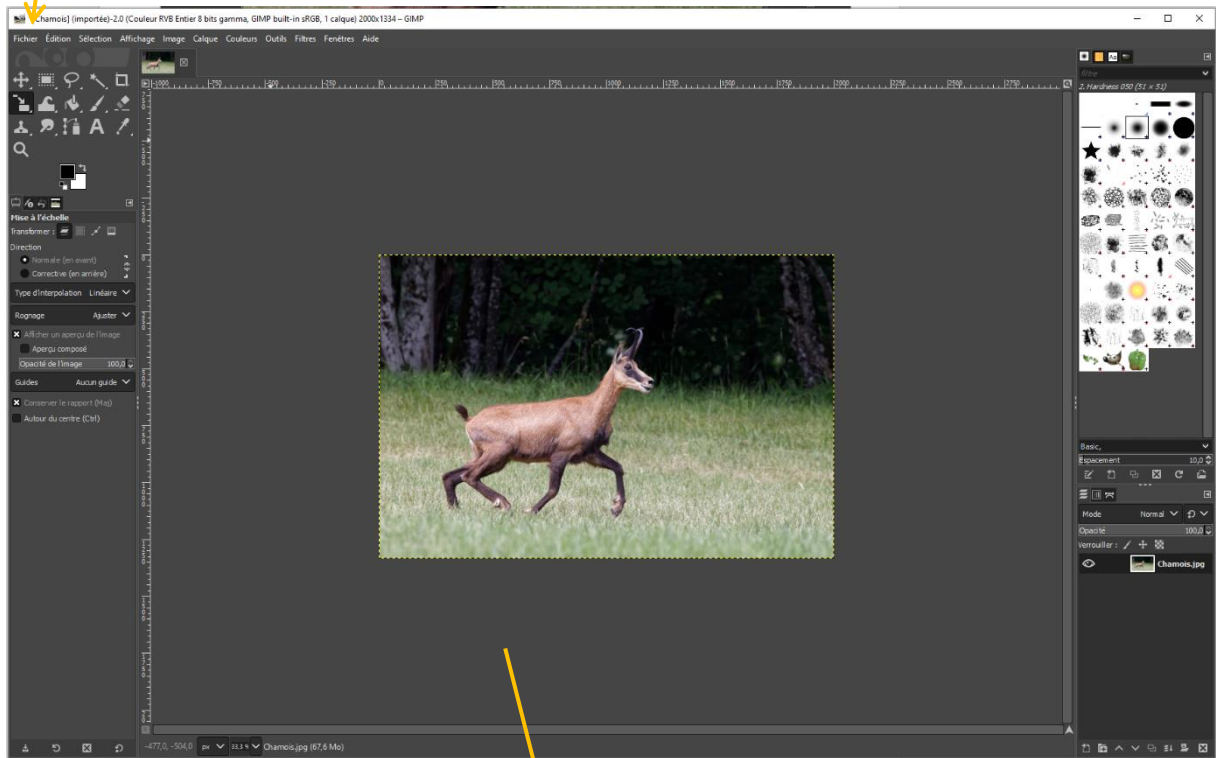 Chamois] (importée)-2.0 (Couleur RVB Entier 8 bits gamma, GIMP built-in sRGB, 1 calque) 2000x1334 – GIMP
Fichier Édition Sélection Affichage Image Calque Couleurs Outils Filtres Fenêtres Aide
filtre
2. Hardness 050 (51 × 51)
Mise à l'échelle
Transformer :
Direction
Normale (en avant)
Corrective (en arrière)
Type d'interpolation Linéaire
Rognage Ajuster
Afficher un aperçu de l'image
Aperçu composé
Opacité de l'image 100,0
Guides Aucun guide
Conserver le rapport (Maj)
Autour du centre (Ctrl)
Basic,
Espacement 10,0
Mode Normal
Opacité 100,0
Verrouiller :
Chamois.jpg
-477,0, -504,0 px 33,3 % Chamois.jpg (67,6 Mo)